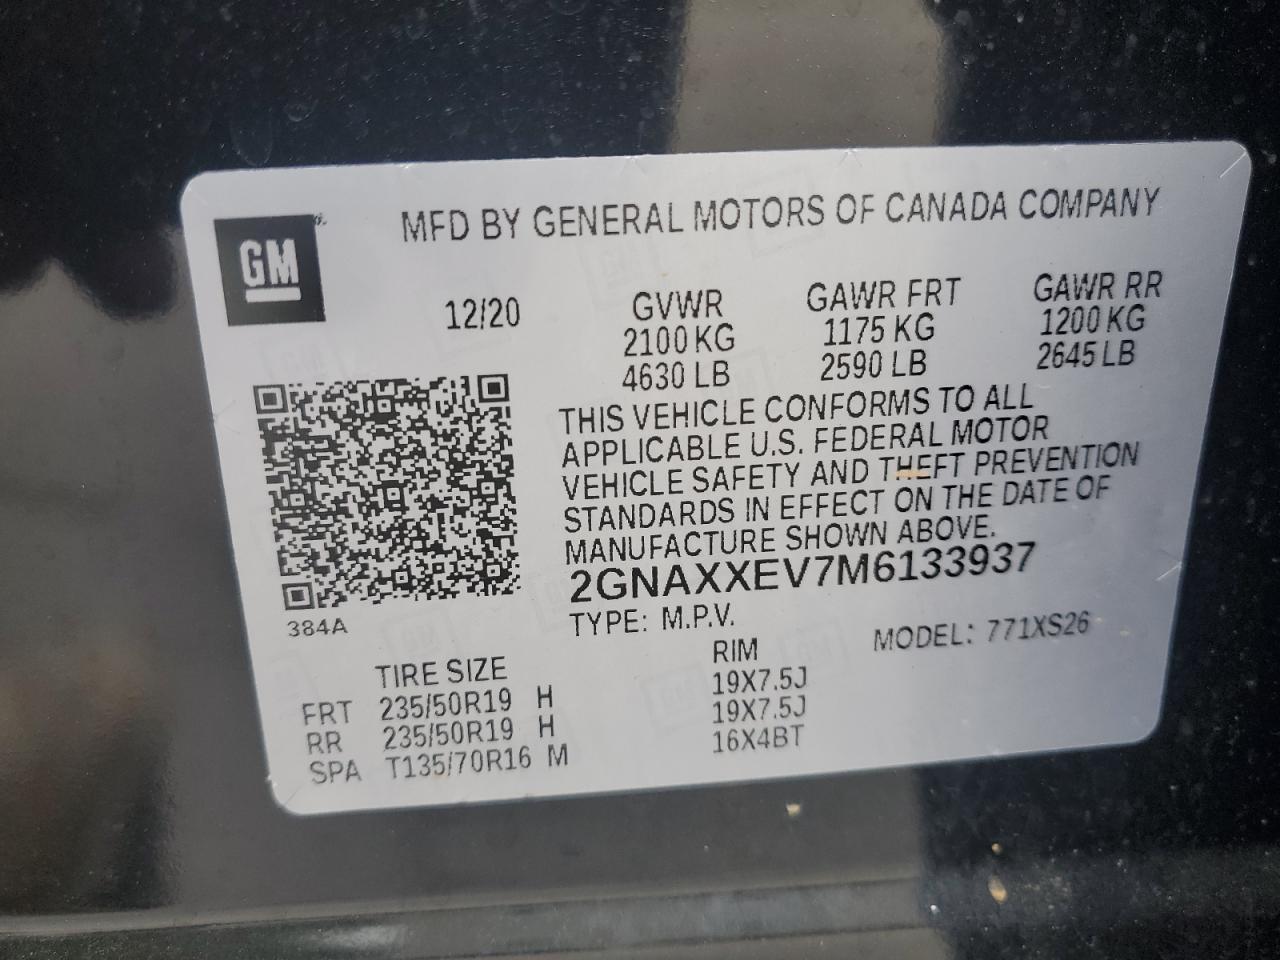 MFD BY GENERAL MOTORS OF CANADA COMPANY
GM
12/20
GVWR GAWR FRT GAWR RR
2100 KG 1175 KG 1200 KG
4630 LB 2590 LB 2645 LB
THIS VEHICLE CONFORMS TO ALL
APPLICABLE U.S. FEDERAL MOTOR
VEHICLE SAFETY AND THEFT PREVENTION
STANDARDS IN EFFECT ON THE DATE OF
MANUFACTURE SHOWN ABOVE.
2GNAXXEV7M6133937
384A
TYPE: M.P.V. MODEL: 771XS26
TIRE SIZE RIM
FRT 235/50R19 H 19X7.5J
RR 235/50R19 H 19X7.5J
SPA T135/70R16 M 16X4BT